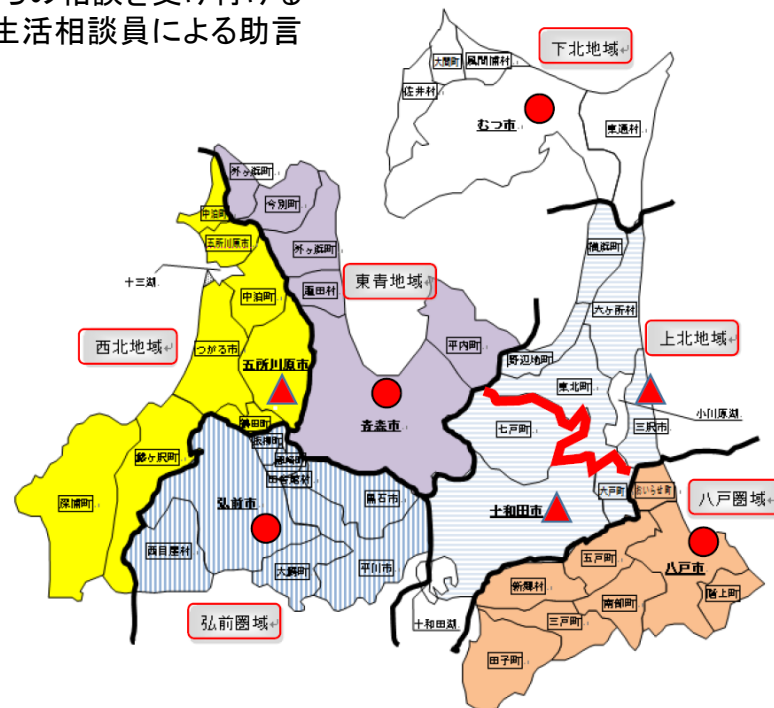 らの相談を受け付ける
生活相談員による助言
下北地域
大間町
風間浦村
佐井村
むつ市
東通村
外ヶ浜町
今別町
中泊町
五所川原市
外ヶ浜町
十三湖
中泊町
蓬田村
東青地域
横浜町
六ヶ所村
西北地域
つがる市
五所川原市
平内町
野辺地町
上北地域
東北町
青森市
小川原湖
七戸町
三沢市
鶴田町
板柳町
藤崎町
田舎館村
鰺ヶ沢町
深浦町
弘前市
黒石市
六戸町
おいらせ町
八戸圏域
十和田市
西目屋村
大鰐町
平川市
五戸町
八戸市
新郷村
南部町
階上町
弘前圏域
十和田湖
三戸町
田子町